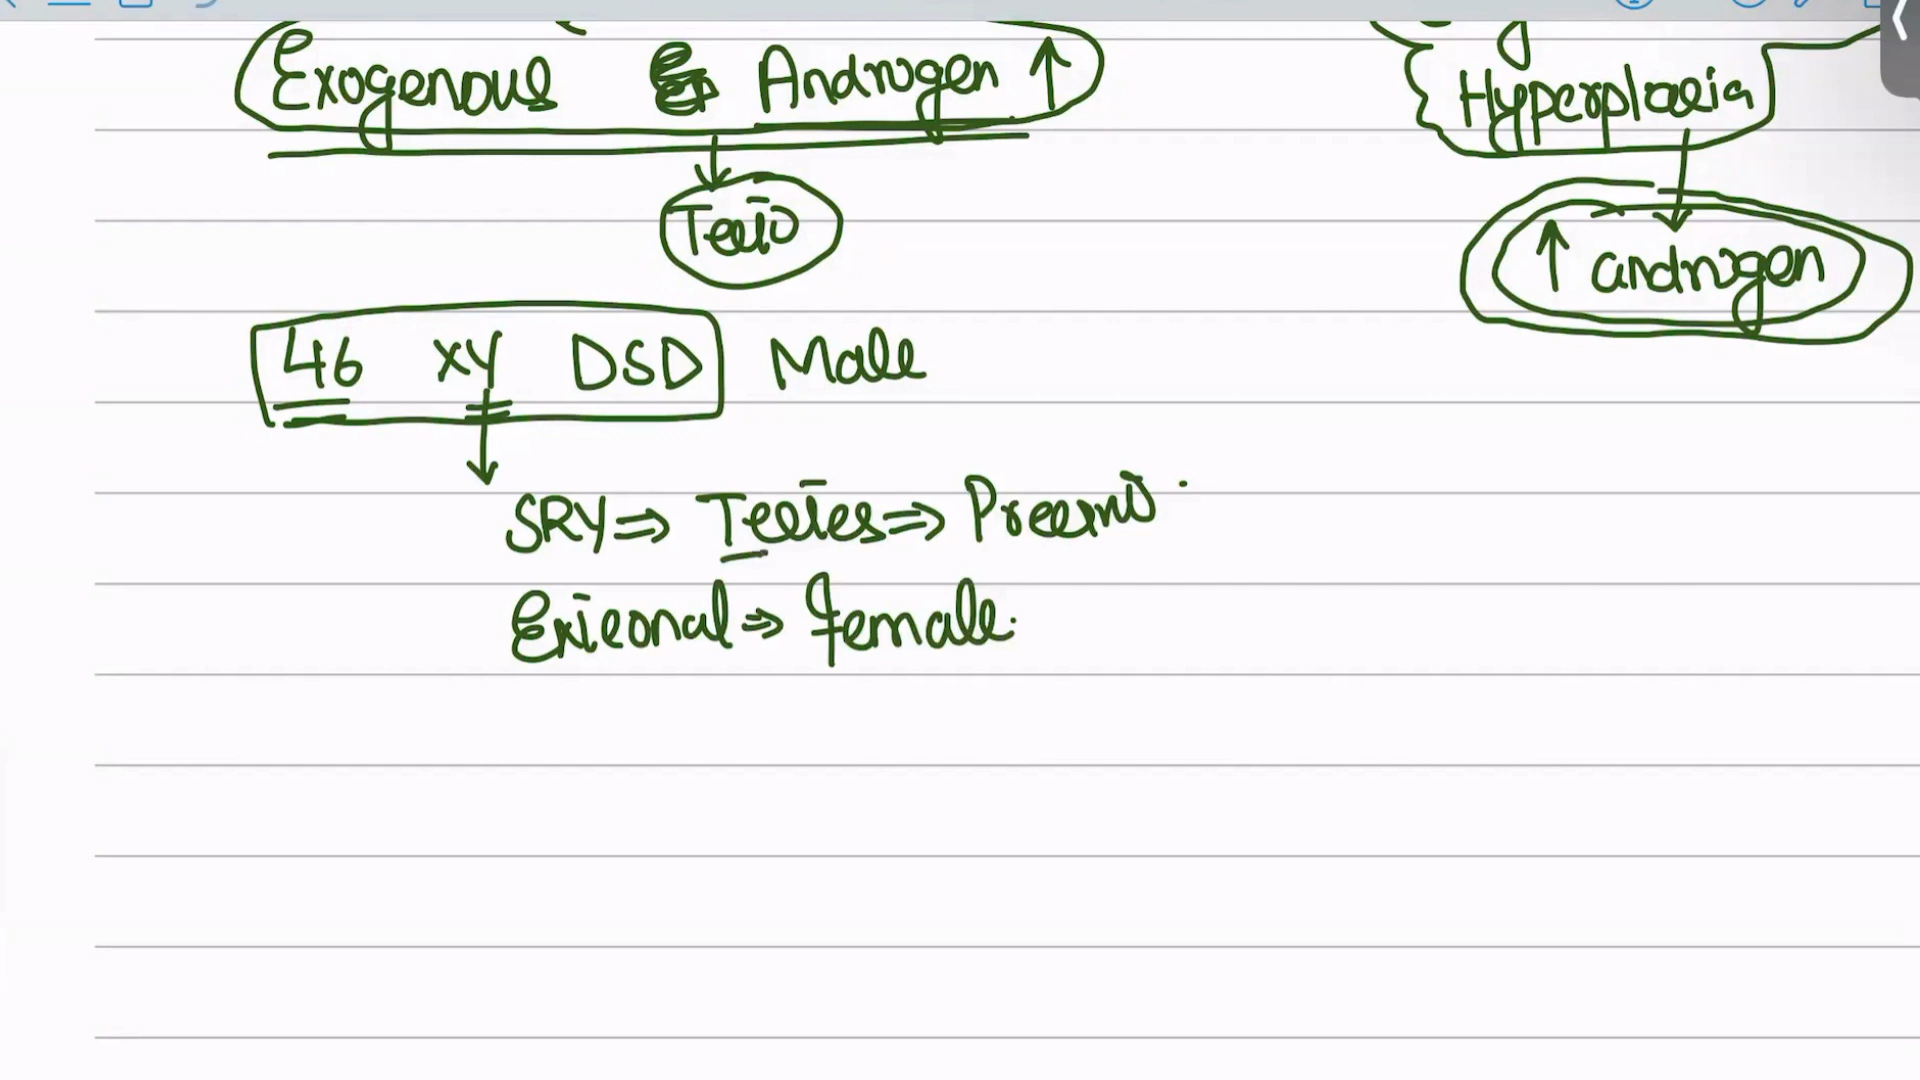 Exogenous Androgen ↑
Testo
Hyperplasia
↑ androgen
46 XY DSD Male
SRY ⇒ Testes ⇒ Present.
External ⇒ female.